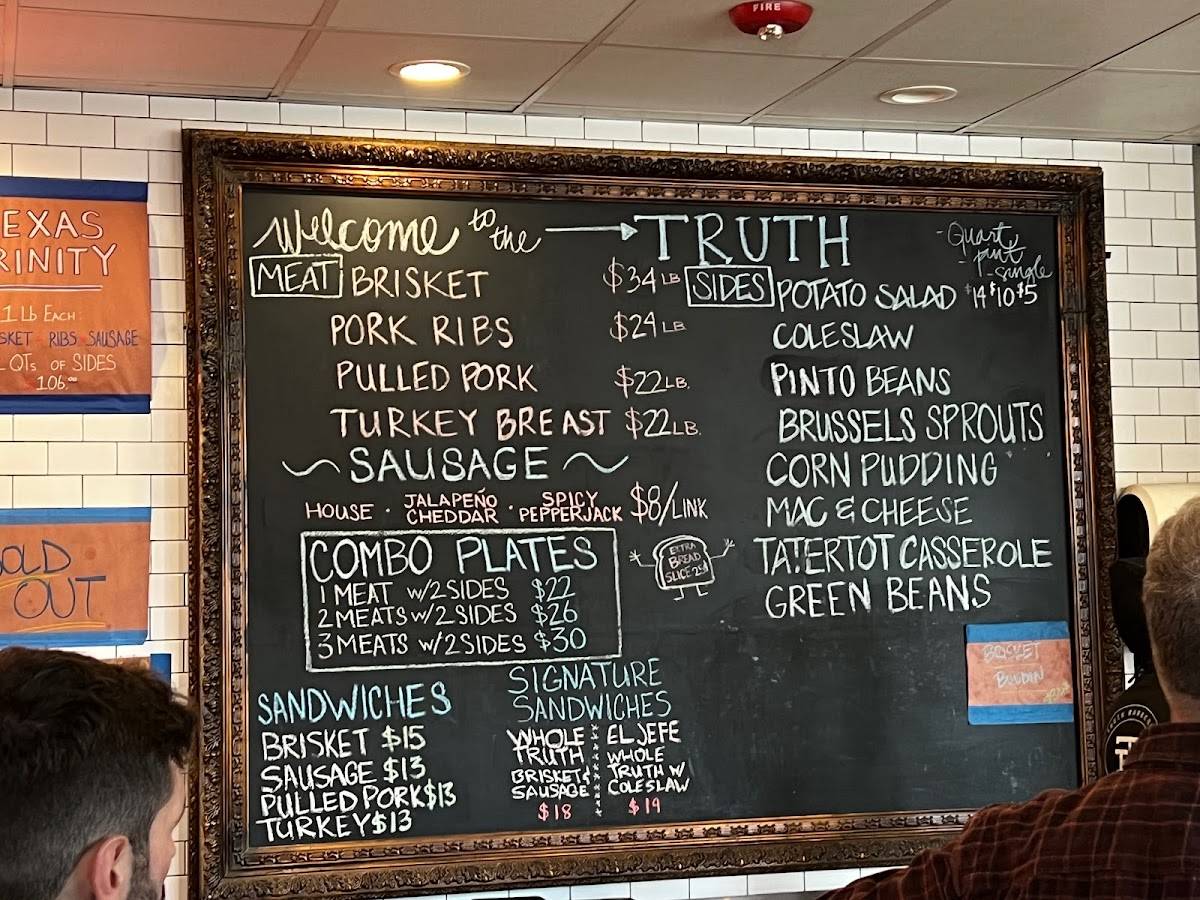 FIRE
EXAS
RINITY
1 Lb EACH
SKET RIBS SAUSAGE
QTs OF SIDES
106.00
OLD
OUT
Welcome to the → TRUTH
MEAT
BRISKET $34 LB
PORK RIBS $24 LB
PULLED PORK $22 LB.
TURKEY BREAST $22 LB.
~ SAUSAGE ~
HOUSE · JALAPEÑO CHEDDAR · SPICY PEPPERJACK $8/LINK
COMBO PLATES
1 MEAT w/2 SIDES $22
2 MEATS w/2 SIDES $26
3 MEATS w/2 SIDES $30
EXTRA
BREAD
SLICE 25¢
SANDWICHES
BRISKET $15
SAUSAGE $13
PULLED PORK $13
TURKEY $13
SIGNATURE
SANDWICHES
WHOLE
TRUTH
BRISKET &
SAUSAGE
$18
EL JEFE
WHOLE
TRUTH W/
COLESLAW
$19
- Quart
- pint
- single
SIDES
POTATO SALAD $14 $10 $5
COLESLAW
PINTO BEANS
BRUSSELS SPROUTS
CORN PUDDING
MAC & CHEESE
TATERTOT CASSEROLE
GREEN BEANS
BRISKET
BOUDIN